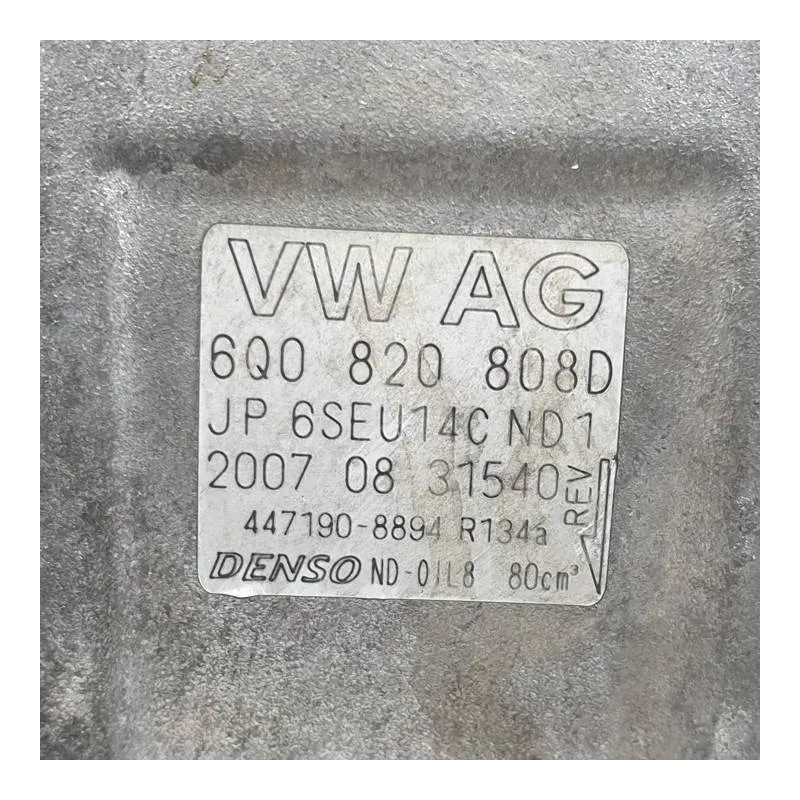 VW AG
6Q0 820 808D
JP 6SEU14C ND1
2007 08 31540
REV
447190-8894 R134a
DENSO ND-OIL8 80cm³